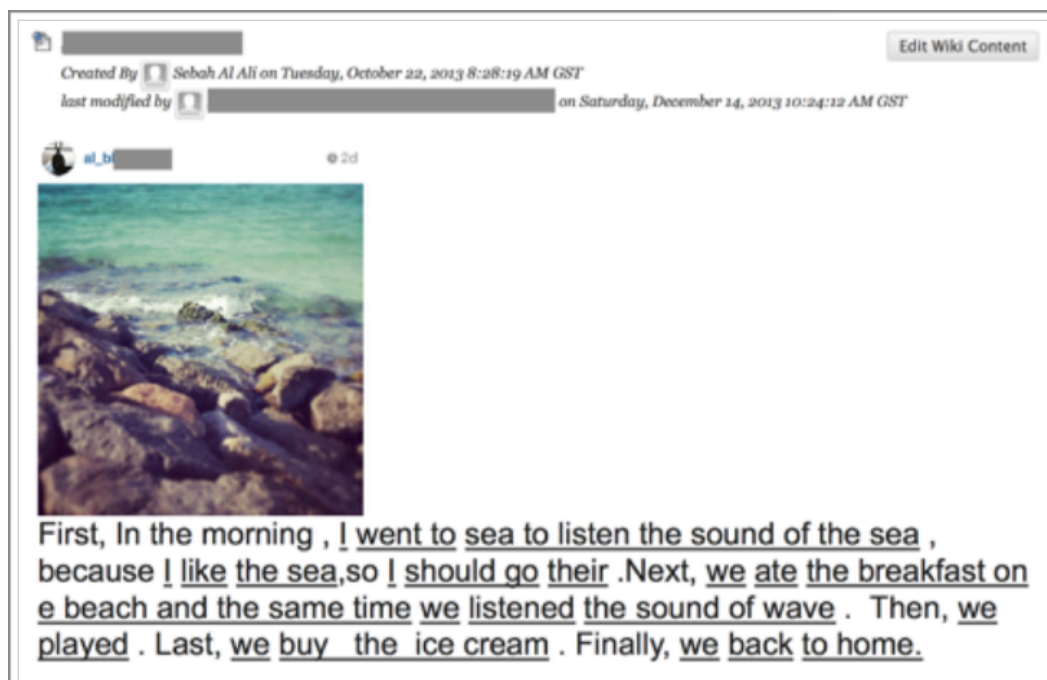 Edit Wiki Content
Created By Sebah Al Ali on Tuesday, October 22, 2013 8:28:19 AM GST
last modified by on Saturday, December 14, 2013 10:24:12 AM GST
al_bl 2d
First, In the morning , I went to sea to listen the sound of the sea ,
because I like the sea,so I should go their .Next, we ate the breakfast on
e beach and the same time we listened the sound of wave . Then, we
played . Last, we buy the ice cream . Finally, we back to home.